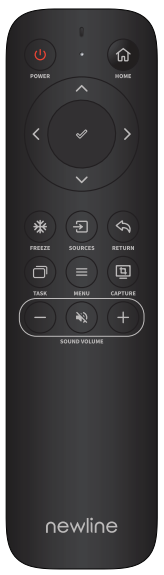 POWER HOME
FREEZE SOURCES RETURN
TASK MENU CAPTURE
SOUND VOLUME
newline